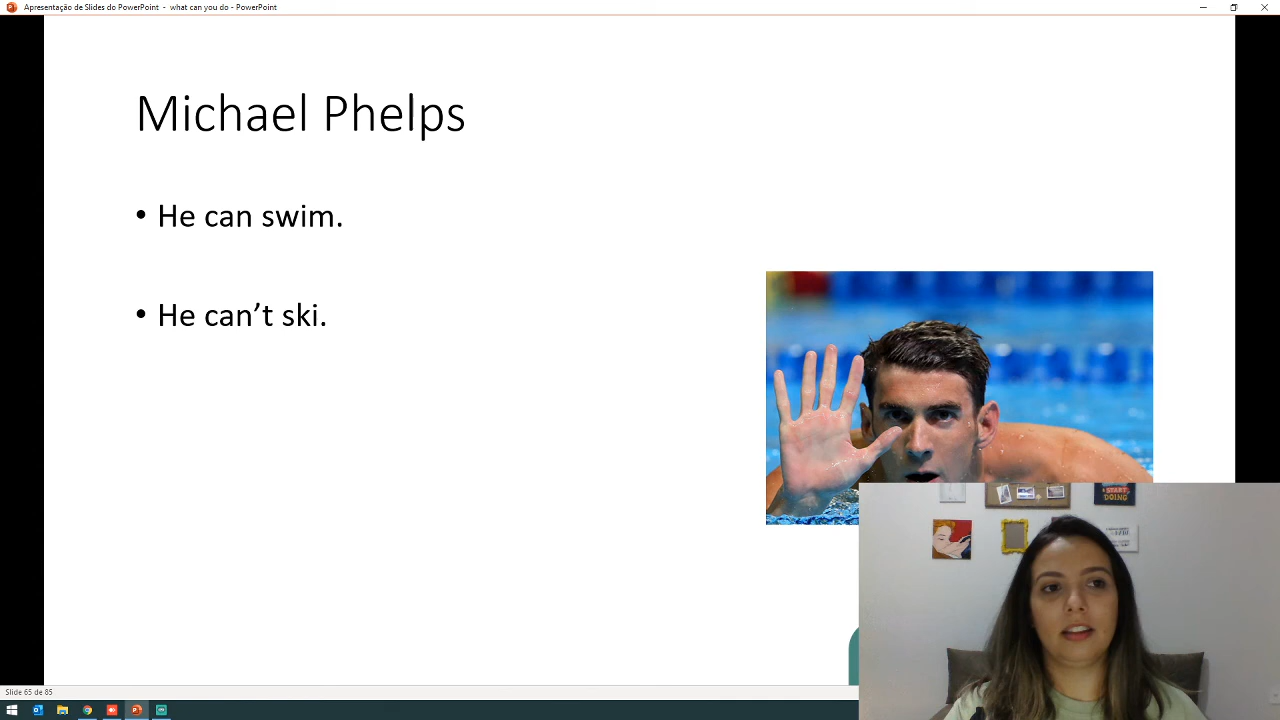 Apresentação de Slides do PowerPoint - what can you do - PowerPoint
Michael Phelps
• He can swim.
• He can't ski.
START
DOING
Slide 65 de 85